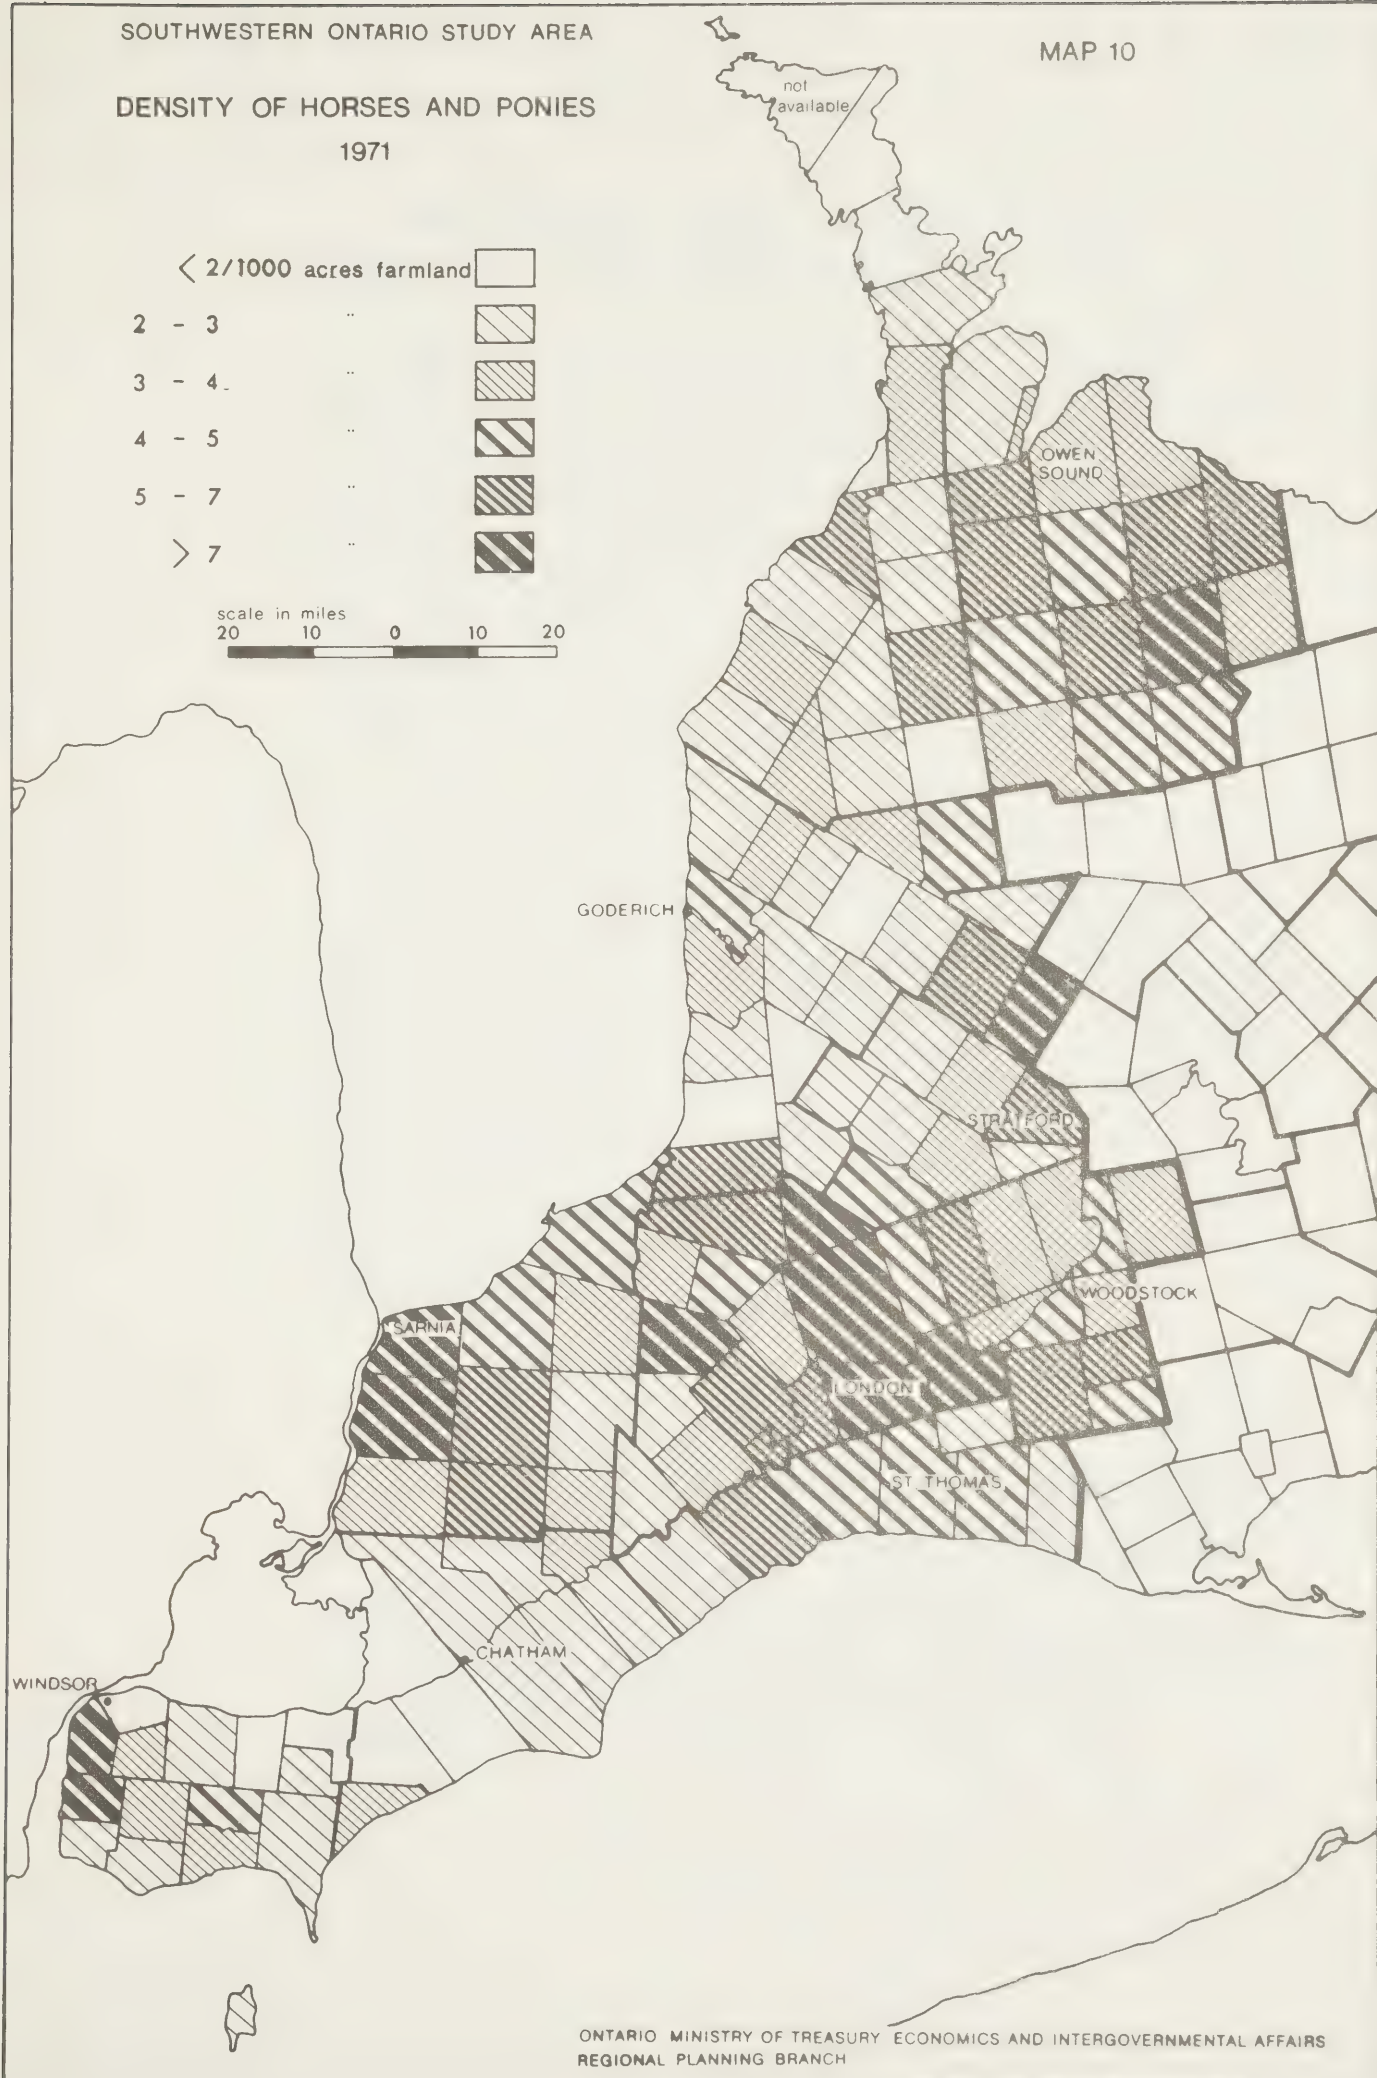 SOUTHWESTERN ONTARIO STUDY AREA
MAP 10
DENSITY OF HORSES AND PONIES
1971
not
available
< 2/1000 acres farmland
2 - 3 "
3 - 4 "
4 - 5 "
5 - 7 "
> 7 "
scale in miles
20 10 0 10 20
OWEN
SOUND
GODERICH
STRATFORD
WOODSTOCK
SARNIA
LONDON
ST. THOMAS
CHATHAM
WINDSOR
ONTARIO MINISTRY OF TREASURY ECONOMICS AND INTERGOVERNMENTAL AFFAIRS
REGIONAL PLANNING BRANCH